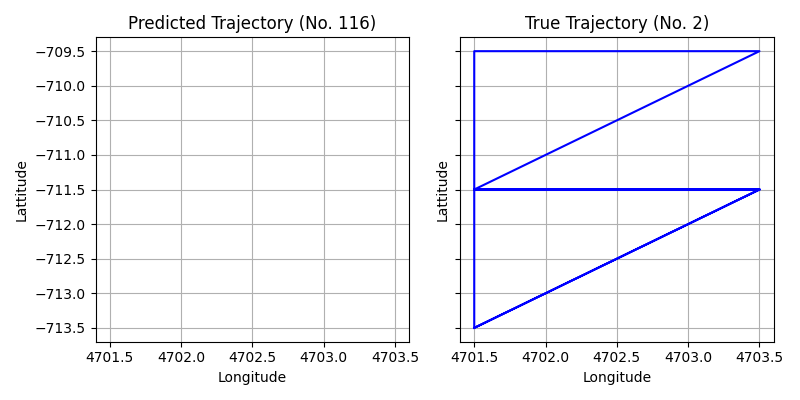 Predicted Trajectory (No. 116)
−709.5
−710.0
−710.5
−711.0
−711.5
−712.0
−712.5
−713.0
−713.5
Lattitude
4701.5 4702.0 4702.5 4703.0 4703.5
Longitude
True Trajectory (No. 2)
Lattitude
4701.5 4702.0 4702.5 4703.0 4703.5
Longitude